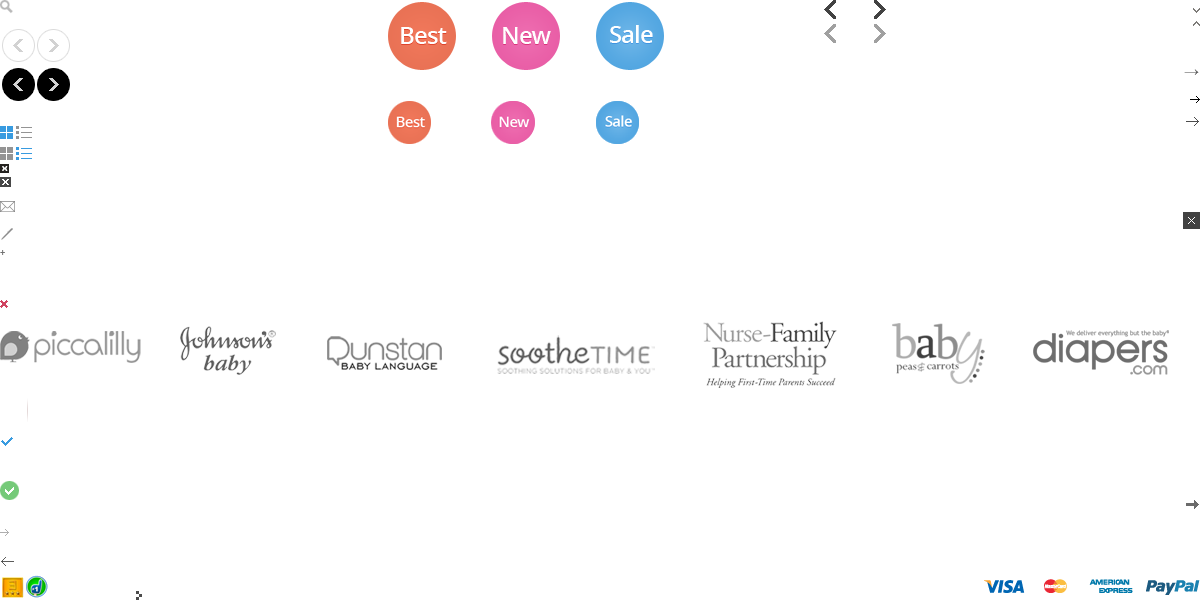 Best
New
Sale
Best
New
Sale
piccalilly
Johnson's®
baby
Dunstan
BABY LANGUAGE
sootheTIME
SOOTHING SOLUTIONS FOR BABY & YOU
Nurse-Family
Partnership
Helping First-Time Parents Succeed
baby
peas & carrots
We deliver everything but the baby®
diapers
.com
VISA
MasterCard
AMERICAN
EXPRESS
PayPal